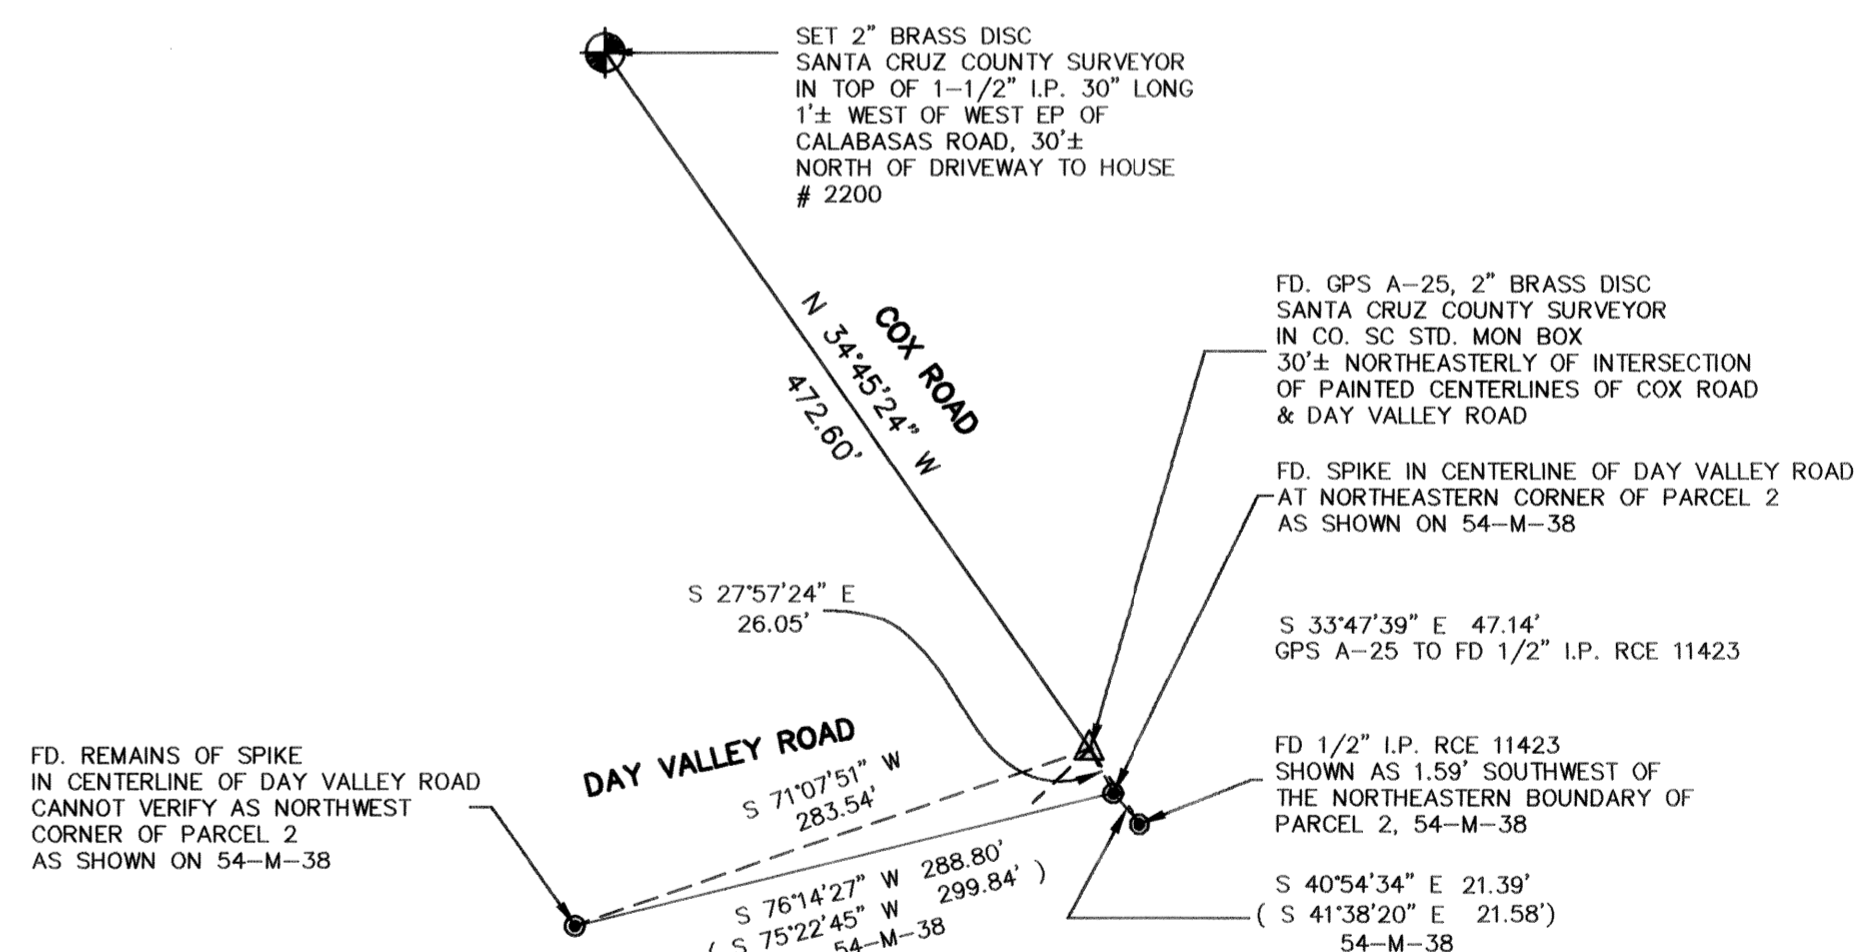 SET 2" BRASS DISC
SANTA CRUZ COUNTY SURVEYOR
IN TOP OF 1-1/2" I.P. 30" LONG
1'± WEST OF WEST EP OF
CALABASAS ROAD, 30'±
NORTH OF DRIVEWAY TO HOUSE
# 2200
COX ROAD
N 34°45'24" W
472.60'
FD. GPS A-25, 2" BRASS DISC
SANTA CRUZ COUNTY SURVEYOR
IN CO. SC STD. MON BOX
30'± NORTHEASTERLY OF INTERSECTION
OF PAINTED CENTERLINES OF COX ROAD
& DAY VALLEY ROAD
FD. SPIKE IN CENTERLINE OF DAY VALLEY ROAD
AT NORTHEASTERN CORNER OF PARCEL 2
AS SHOWN ON 54-M-38
S 27°57'24" E
26.05'
S 33°47'39" E 47.14'
GPS A-25 TO FD 1/2" I.P. RCE 11423
DAY VALLEY ROAD
S 71°07'51" W
283.54'
FD. REMAINS OF SPIKE
IN CENTERLINE OF DAY VALLEY ROAD
CANNOT VERIFY AS NORTHWEST
CORNER OF PARCEL 2
AS SHOWN ON 54-M-38
FD 1/2" I.P. RCE 11423
SHOWN AS 1.59' SOUTHWEST OF
THE NORTHEASTERN BOUNDARY OF
PARCEL 2, 54-M-38
S 76°14'27" W 288.80'
( S 75°22'45" W 299.84' )
54-M-38
S 40°54'34" E 21.39'
( S 41°38'20" E 21.58')
54-M-38